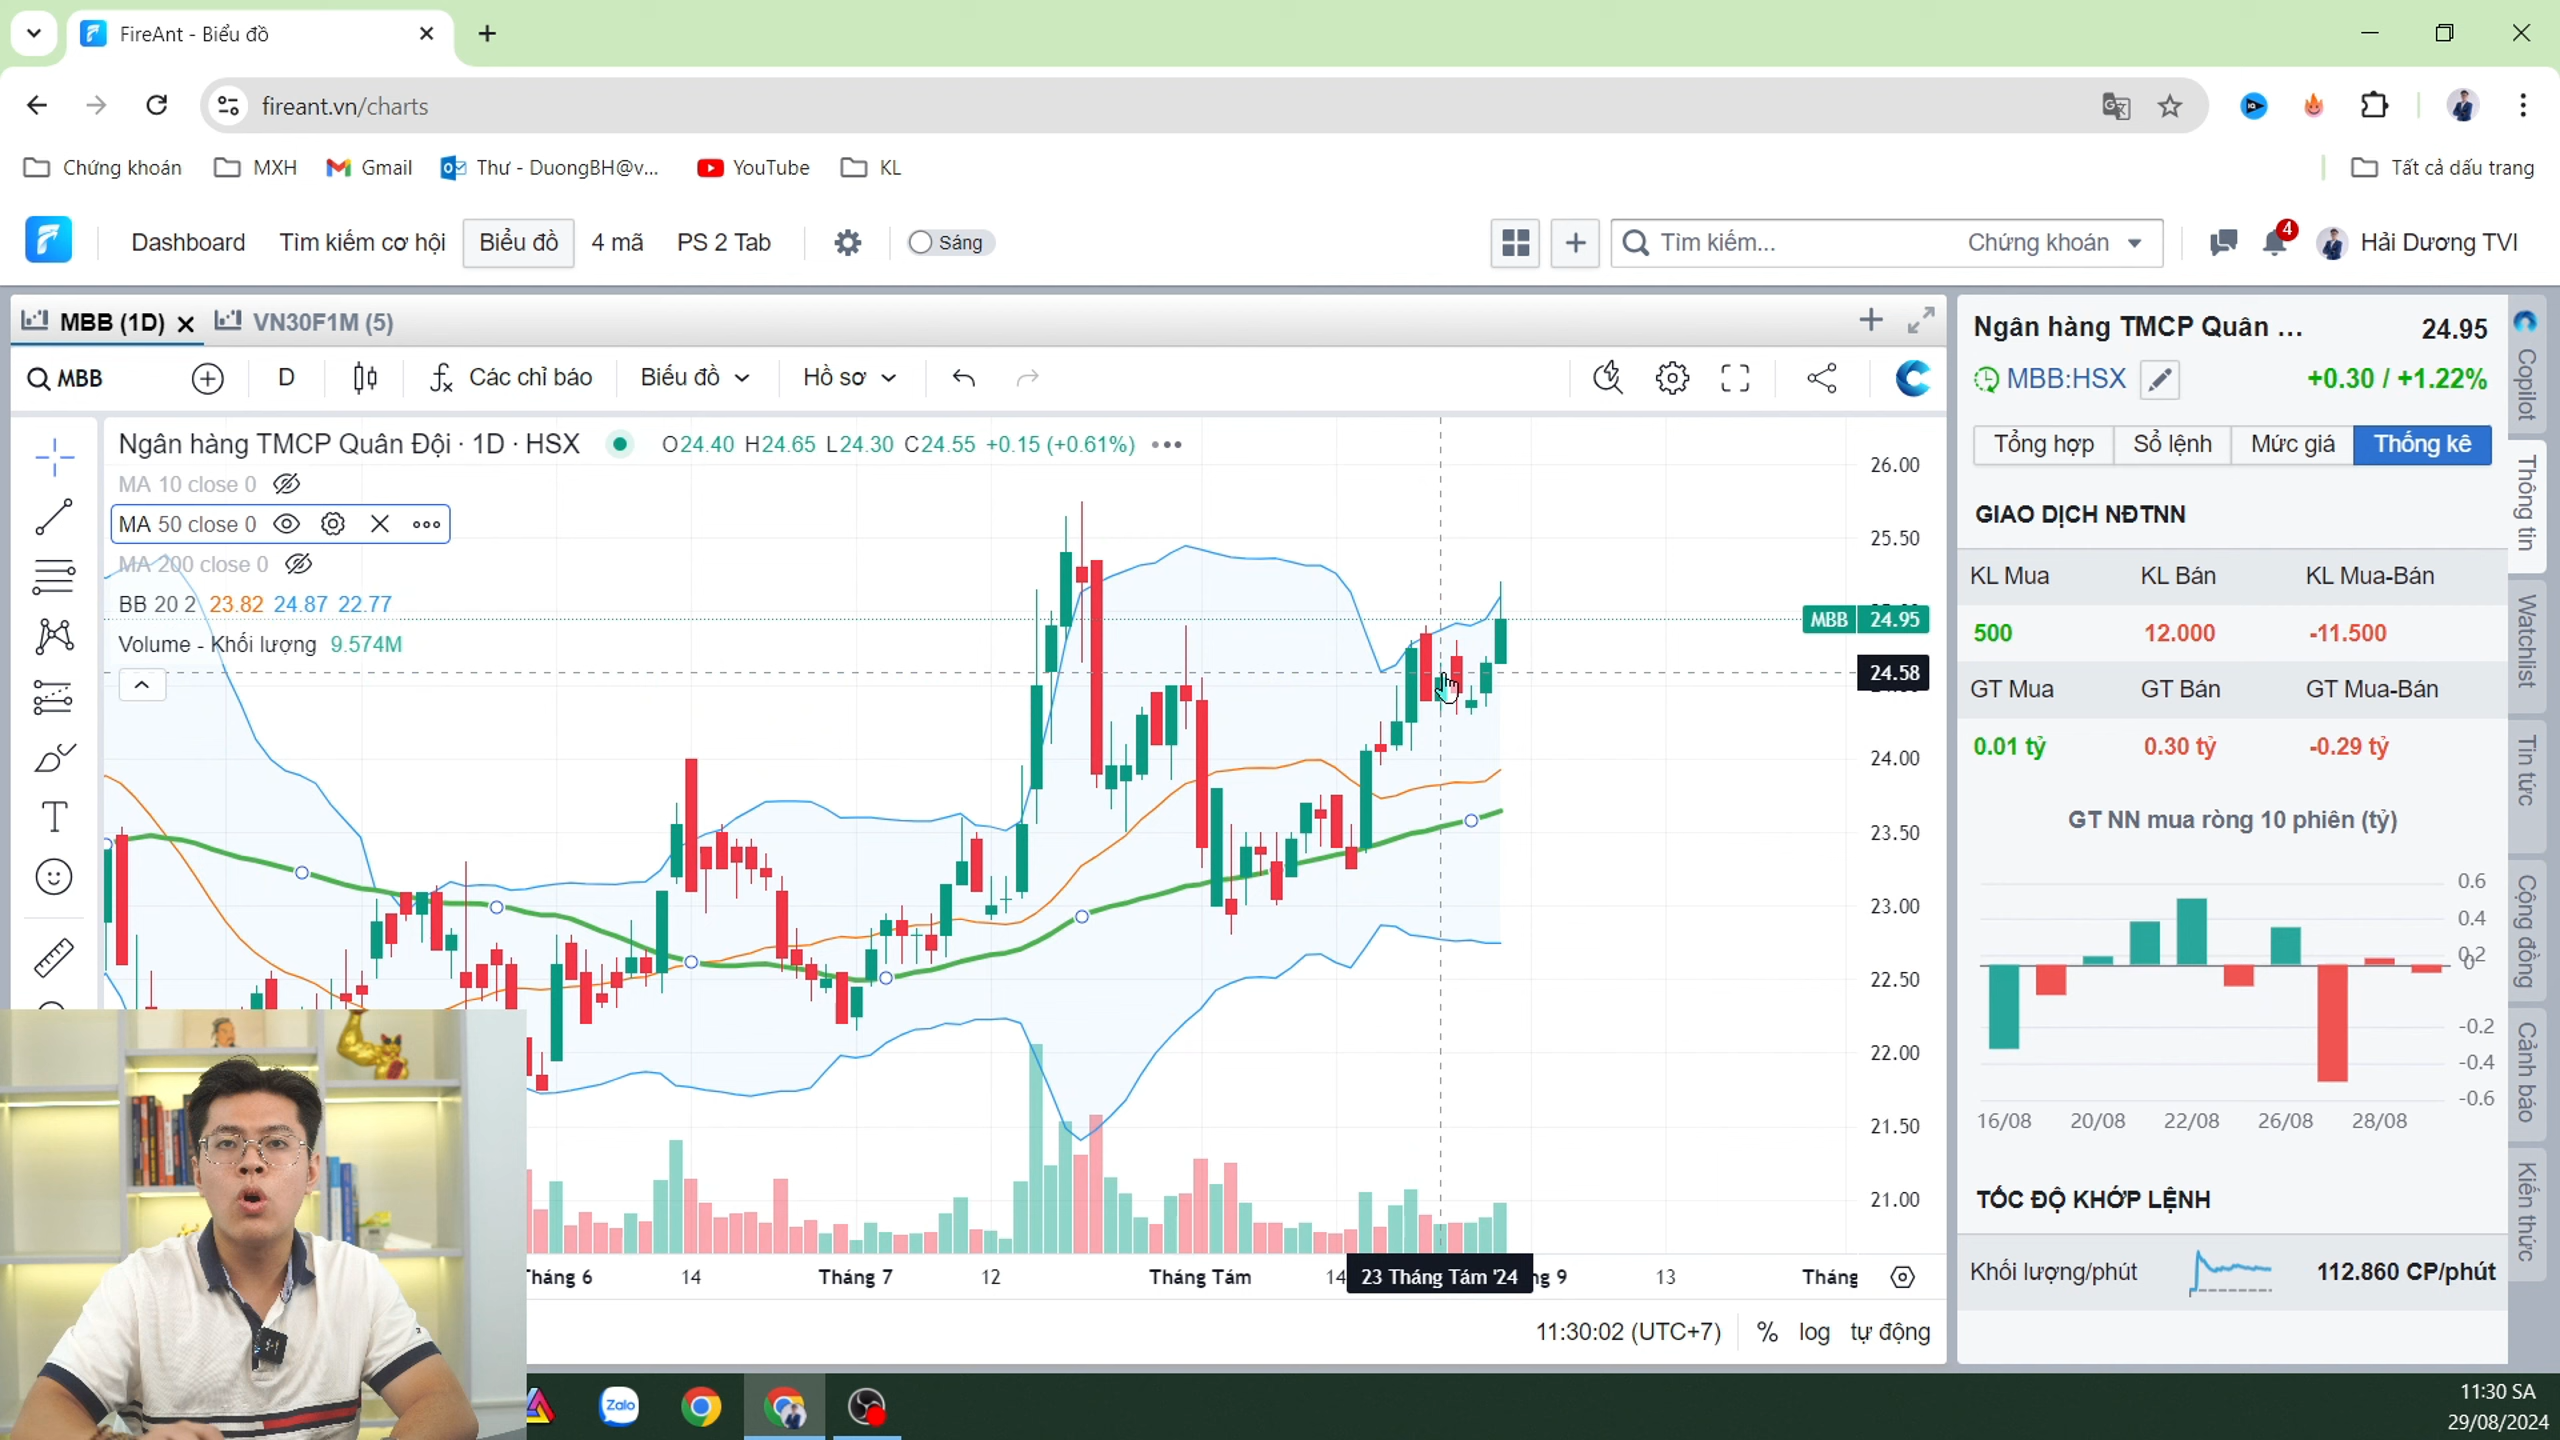 FireAnt - Biểu đồ
fireant.vn/charts
Chứng khoán
MXH
Gmail
Thư - DuongBH@v...
YouTube
KL
Tất cả dấu trang
Dashboard
Tìm kiếm cơ hội
Biểu đồ
4 mã
PS 2 Tab
Sáng
Tìm kiếm...
Chứng khoán
4
Hải Dương TVI
MBB (1D)
VN30F1M (5)
MBB
D
Các chỉ báo
Biểu đồ
Hồ sơ
Ngân hàng TMCP Quân Đội · 1D · HSX
O24.40 H24.65 L24.30 C24.55 +0.15 (+0.61%)
MA 10 close 0
MA 50 close 0
MA 200 close 0
BB 20 2 23.82 24.87 22.77
Volume - Khối lượng 9.574M
26.00
25.50
MBB 24.95
24.58
24.00
23.50
23.00
22.50
22.00
21.50
21.00
14
Tháng 7
12
Tháng Tám
14
23 Tháng Tám '24
13
Tháng
11:30:02 (UTC+7)
%
log
tự động
Ngân hàng TMCP Quân ...
24.95
MBB:HSX
+0.30 / +1.22%
Tổng hợp
Sổ lệnh
Mức giá
Thống kê
GIAO DỊCH NĐTNN
KL Mua
KL Bán
KL Mua-Bán
500
12.000
-11.500
GT Mua
GT Bán
GT Mua-Bán
0.01 tỷ
0.30 tỷ
-0.29 tỷ
GT NN mua ròng 10 phiên (tỷ)
0.6
0.4
0.2
0
-0.2
-0.4
-0.6
16/08
20/08
22/08
26/08
28/08
TỐC ĐỘ KHỚP LỆNH
Khối lượng/phút
112.860 CP/phút
Copilot
Thông tin
Watchlist
Tin tức
Cộng đồng
Cảnh báo
Kiến thức
Zalo
11:30 SA
29/08/2024